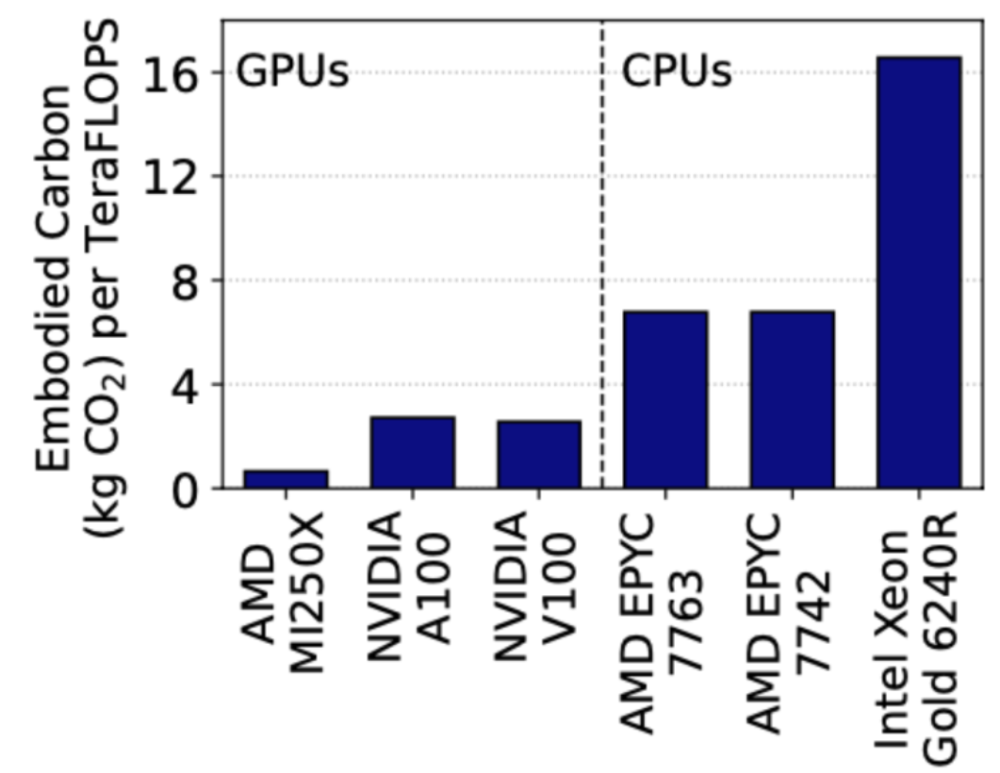 Embodied Carbon
(kg CO₂) per TeraFLOPS
16
12
8
4
0
GPUs
CPUs
AMD
MI250X
NVIDIA
A100
NVIDIA
V100
AMD EPYC
7763
AMD EPYC
7742
Intel Xeon
Gold 6240R